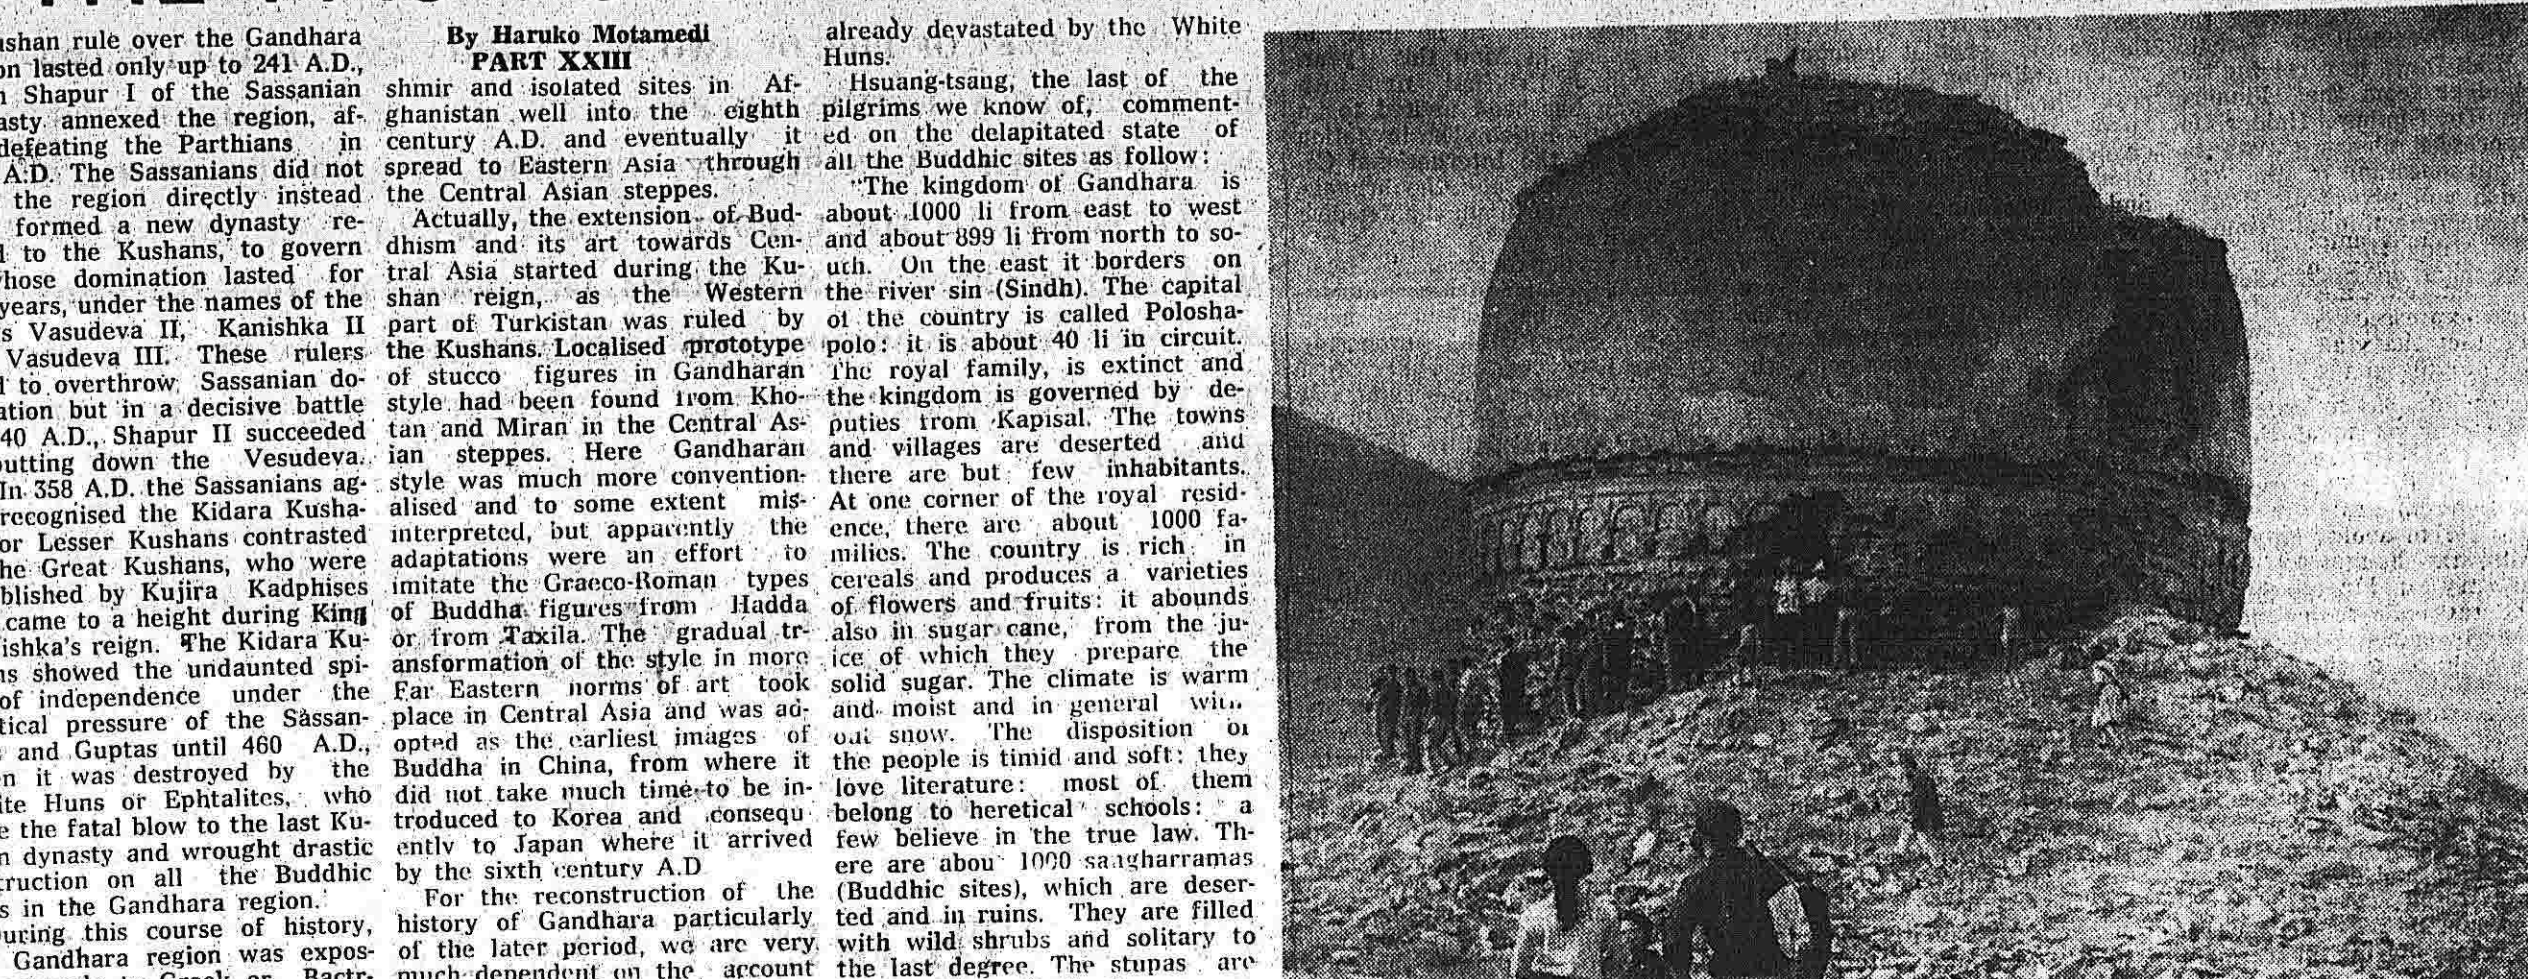 ushan rule over the Gandhara
on lasted only up to 241 A.D.,
n Shapur I of the Sassanian
asty annexed the region, af-
defeating the Parthians in
A.D. The Sassanians did not
the region directly instead
formed a new dynasty re-
d to the Kushans, to govern
whose domination lasted for
years, under the names of the
s Vasudeva II, Kanishka II
Vasudeva III. These rulers
d to overthrow Sassanian do-
ation but in a decisive battle
40 A.D., Shapur II succeeded
putting down the Vesudeva.
In 358 A.D. the Sassanians ag-
recognised the Kidara Kusha-
or Lesser Kushans contrasted
he Great Kushans, who were
blished by Kujira Kadphises
came to a height during King
ishka's reign. The Kidara Ku-
ns showed the undaunted spi-
of independence under the
tical pressure of the Sassan-
and Guptas until 460 A.D.,
n it was destroyed by the
ite Huns or Ephtalites, who
e the fatal blow to the last Ku-
n dynasty and wrought drastic
truction on all the Buddhic
s in the Gandhara region.
uring this course of history,
Gandhara region was expos-
Greek or Bactr-
By Haruko Motamedi
PART XXIII
shmir and isolated sites in Af-
ghanistan well into the eighth
century A.D. and eventually it
spread to Eastern Asia through
the Central Asian steppes.
Actually, the extension of Bud-
dhism and its art towards Cen-
tral Asia started during the Ku-
shan reign, as the Western
part of Turkistan was ruled by
the Kushans. Localised prototype
of stucco figures in Gandharan
style had been found from Kho-
tan and Miran in the Central As-
ian steppes. Here Gandharan
style was much more convention-
alised and to some extent mis-
interpreted, but apparently the
adaptations were an effort to
imitate the Graeco-Roman types
of Buddha figures from Hadda
or from Taxila. The gradual tr-
ansformation of the style in more
Far Eastern norms of art took
place in Central Asia and was ad-
opted as the earliest images of
Buddha in China, from where it
did not take much time to be in-
troduced to Korea and consequ
ently to Japan where it arrived
by the sixth century A.D
For the reconstruction of the
history of Gandhara particularly
of the later period, we are very
much dependent on the account
already devastated by the White
Huns.
Hsuang-tsang, the last of the
pilgrims we know of, comment-
ed on the delapitated state of
all the Buddhic sites as follow:
"The kingdom of Gandhara is
about 1000 li from east to west
and about 899 li from north to so-
uth. On the east it borders on
the river sin (Sindh). The capital
of the country is called Polosha-
polo: it is about 40 li in circuit.
The royal family, is extinct and
the kingdom is governed by de-
puties from Kapisal. The towns
and villages are deserted and
there are but few inhabitants.
At one corner of the royal resid-
ence, there are about 1000 fa-
milies. The country is rich in
cereals and produces a varieties
of flowers and fruits: it abounds
also in sugar cane, from the ju-
ice of which they prepare the
solid sugar. The climate is warm
and moist and in general with
out snow. The disposition of
the people is timid and soft: they
love literature: most of them
belong to heretical schools: a
few believe in the true law. Th-
ere are abou 1000 sangharramas
(Buddhic sites), which are deser-
ted and in ruins. They are filled
with wild shrubs and solitary to
the last degree. The stupas are